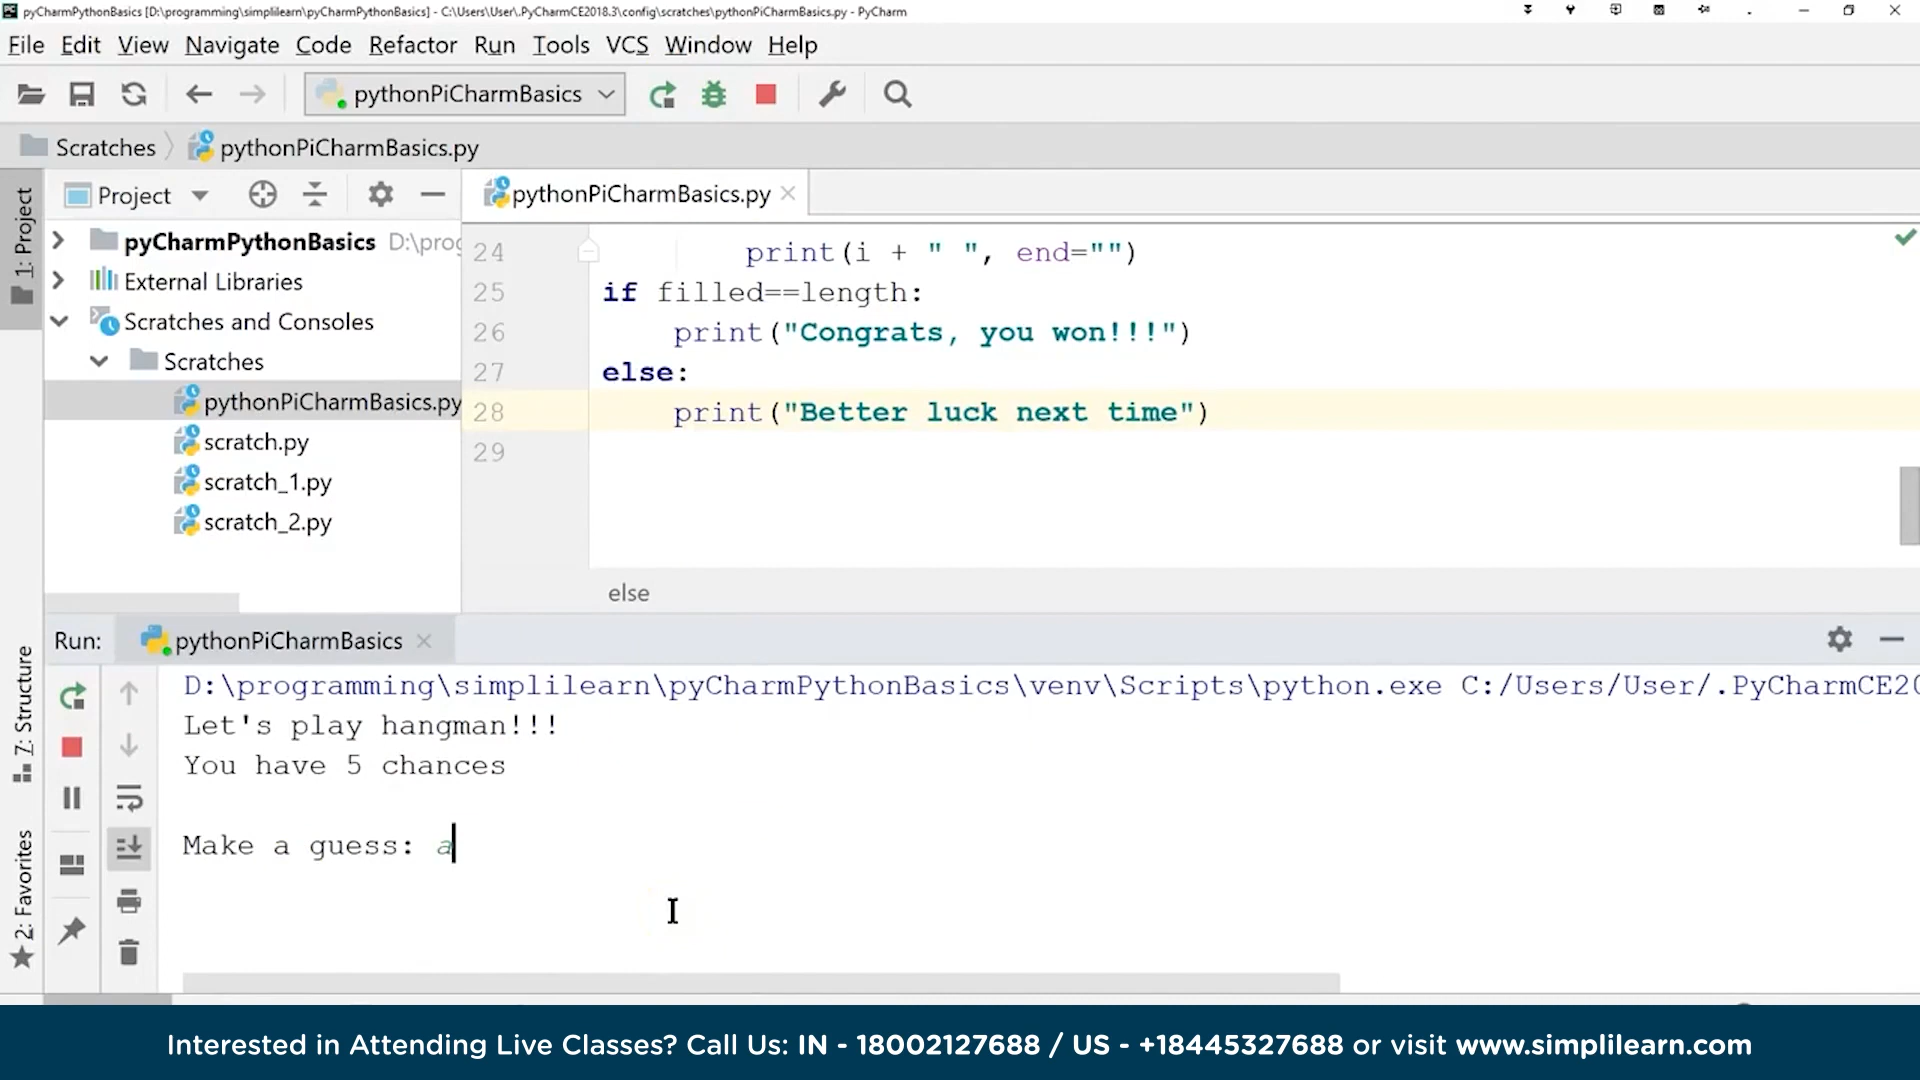 pyCharmPythonBasics [D:\programming\simplilearn\pyCharmPythonBasics] - C:\Users\User\.PyCharmCE2018.3\config\scratches\pythonPiCharmBasics.py - PyCharm
File Edit View Navigate Code Refactor Run Tools VCS Window Help
pythonPiCharmBasics
Scratches pythonPiCharmBasics.py
1: Project
Project
pyCharmPythonBasics D:\prog
External Libraries
Scratches and Consoles
Scratches
pythonPiCharmBasics.py
scratch.py
scratch_1.py
scratch_2.py
pythonPiCharmBasics.py
24 print(i + " ", end="")
25 if filled==length:
26 print("Congrats, you won!!!")
27 else:
28 print("Better luck next time")
29
else
7: Structure
2: Favorites
Run: pythonPiCharmBasics
D:\programming\simplilearn\pyCharmPythonBasics\venv\Scripts\python.exe C:/Users/User/.PyCharmCE20
Let's play hangman!!!
You have 5 chances
Make a guess: a
Interested in Attending Live Classes? Call Us: IN - 18002127688 / US - +18445327688 or visit www.simplilearn.com